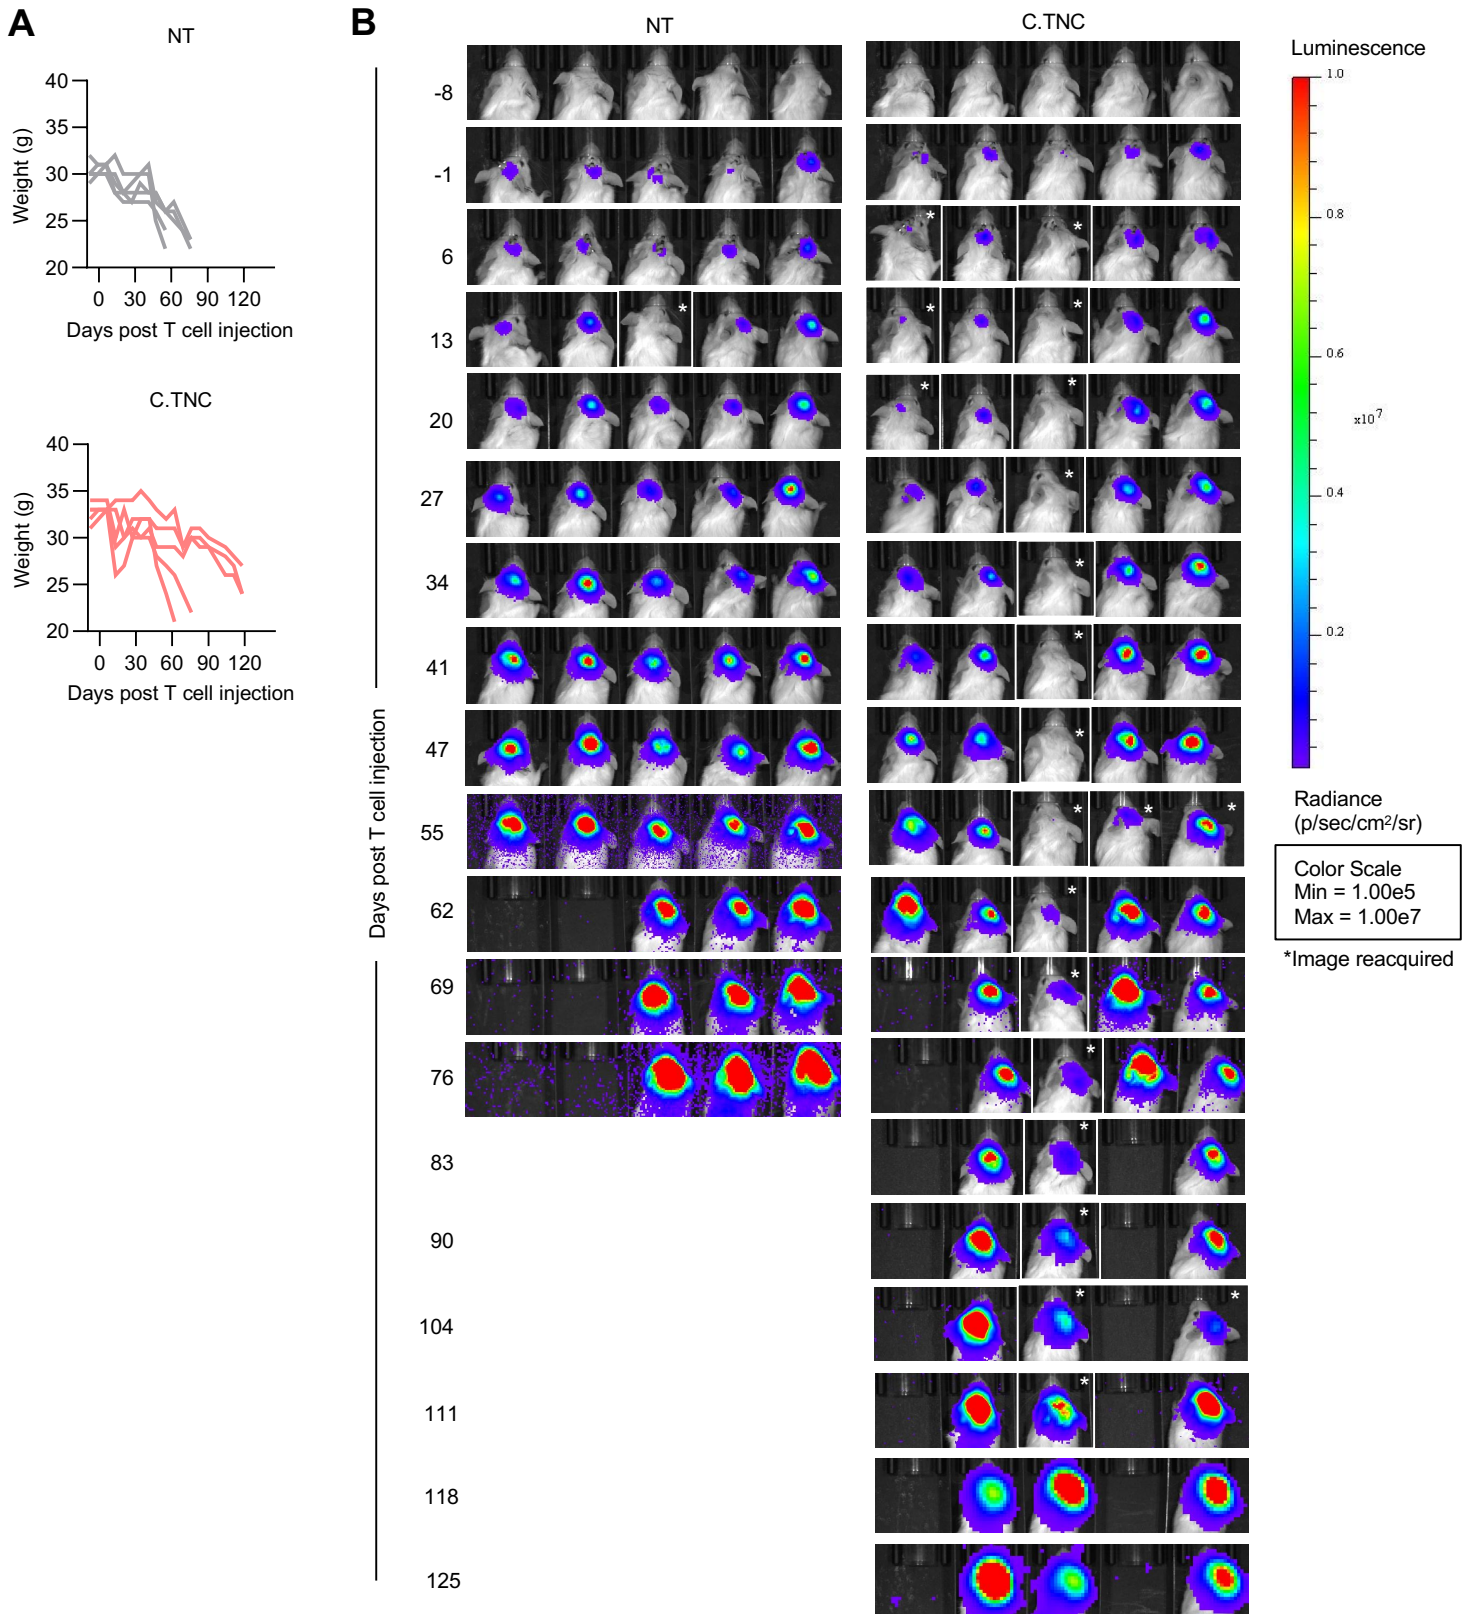 A
NT
40
35
30
25
20
Weight (g)
0 30 60 90 120
Days post T cell injection
C.TNC
40
35
30
25
20
Weight (g)
0 30 60 90 120
Days post T cell injection
B
NT
C.TNC
Days post T cell injection
-8
-1
6
* *
13
* * *
20
* *
27
*
34
*
41
*
47
*
55
* * *
62
*
69
*
76
*
83
*
90
*
104
* *
111
*
118
125
Luminescence
1.0
0.8
0.6
x10⁷
0.4
0.2
Radiance
(p/sec/cm²/sr)
Color Scale
Min = 1.00e5
Max = 1.00e7
*Image reacquired